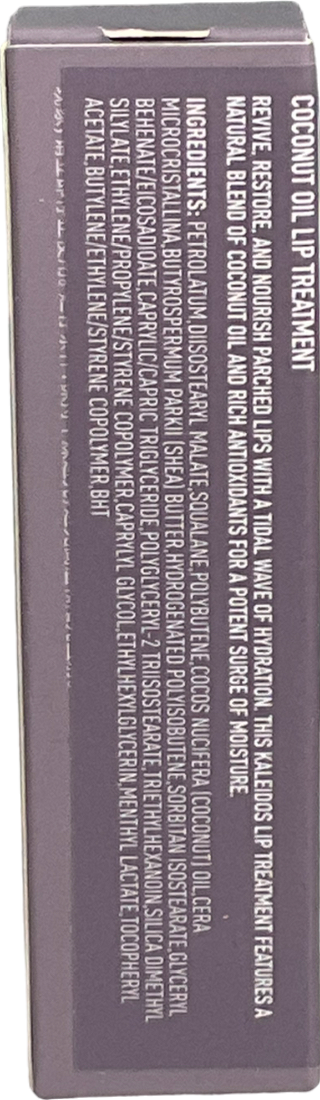 COCONUT OIL LIP TREATMENT
REVIVE, RESTORE, AND NOURISH PARCHED LIPS WITH A TIDAL WAVE OF HYDRATION. THIS KALEIDOS LIP TREATMENT FEATURES A
NATURAL BLEND OF COCONUT OIL AND RICH ANTIOXIDANTS FOR A POTENT SURGE OF MOISTURE.
INGREDIENTS: PETROLATUM,DIISOSTEARYL MALATE,SQUALANE,POLYBUTENE,COCOS NUCIFERA (COCONUT) OIL,CERA
MICROCRISTALLINA,BUTYROSPERMUM PARKII (SHEA) BUTTER,HYDROGENATED POLYISOBUTENE,SORBITAN ISOSTEARATE,GLYCERYL
BEHENATE/EICOSADIOATE,CAPRYLIC/CAPRIC TRIGLYCERIDE,POLYGLYCERYL-2 TRIISOSTEARATE,TRIETHYLHEXANOIN,SILICA DIMETHYL
SILYLATE,ETHYLENE/PROPYLENE/STYRENE COPOLYMER,CAPRYLYL GLYCOL,ETHYLHEXYLGLYCERIN,MENTHYL LACTATE,TOCOPHERYL
ACETATE,BUTYLENE/ETHYLENE/STYRENE COPOLYMER,BHT